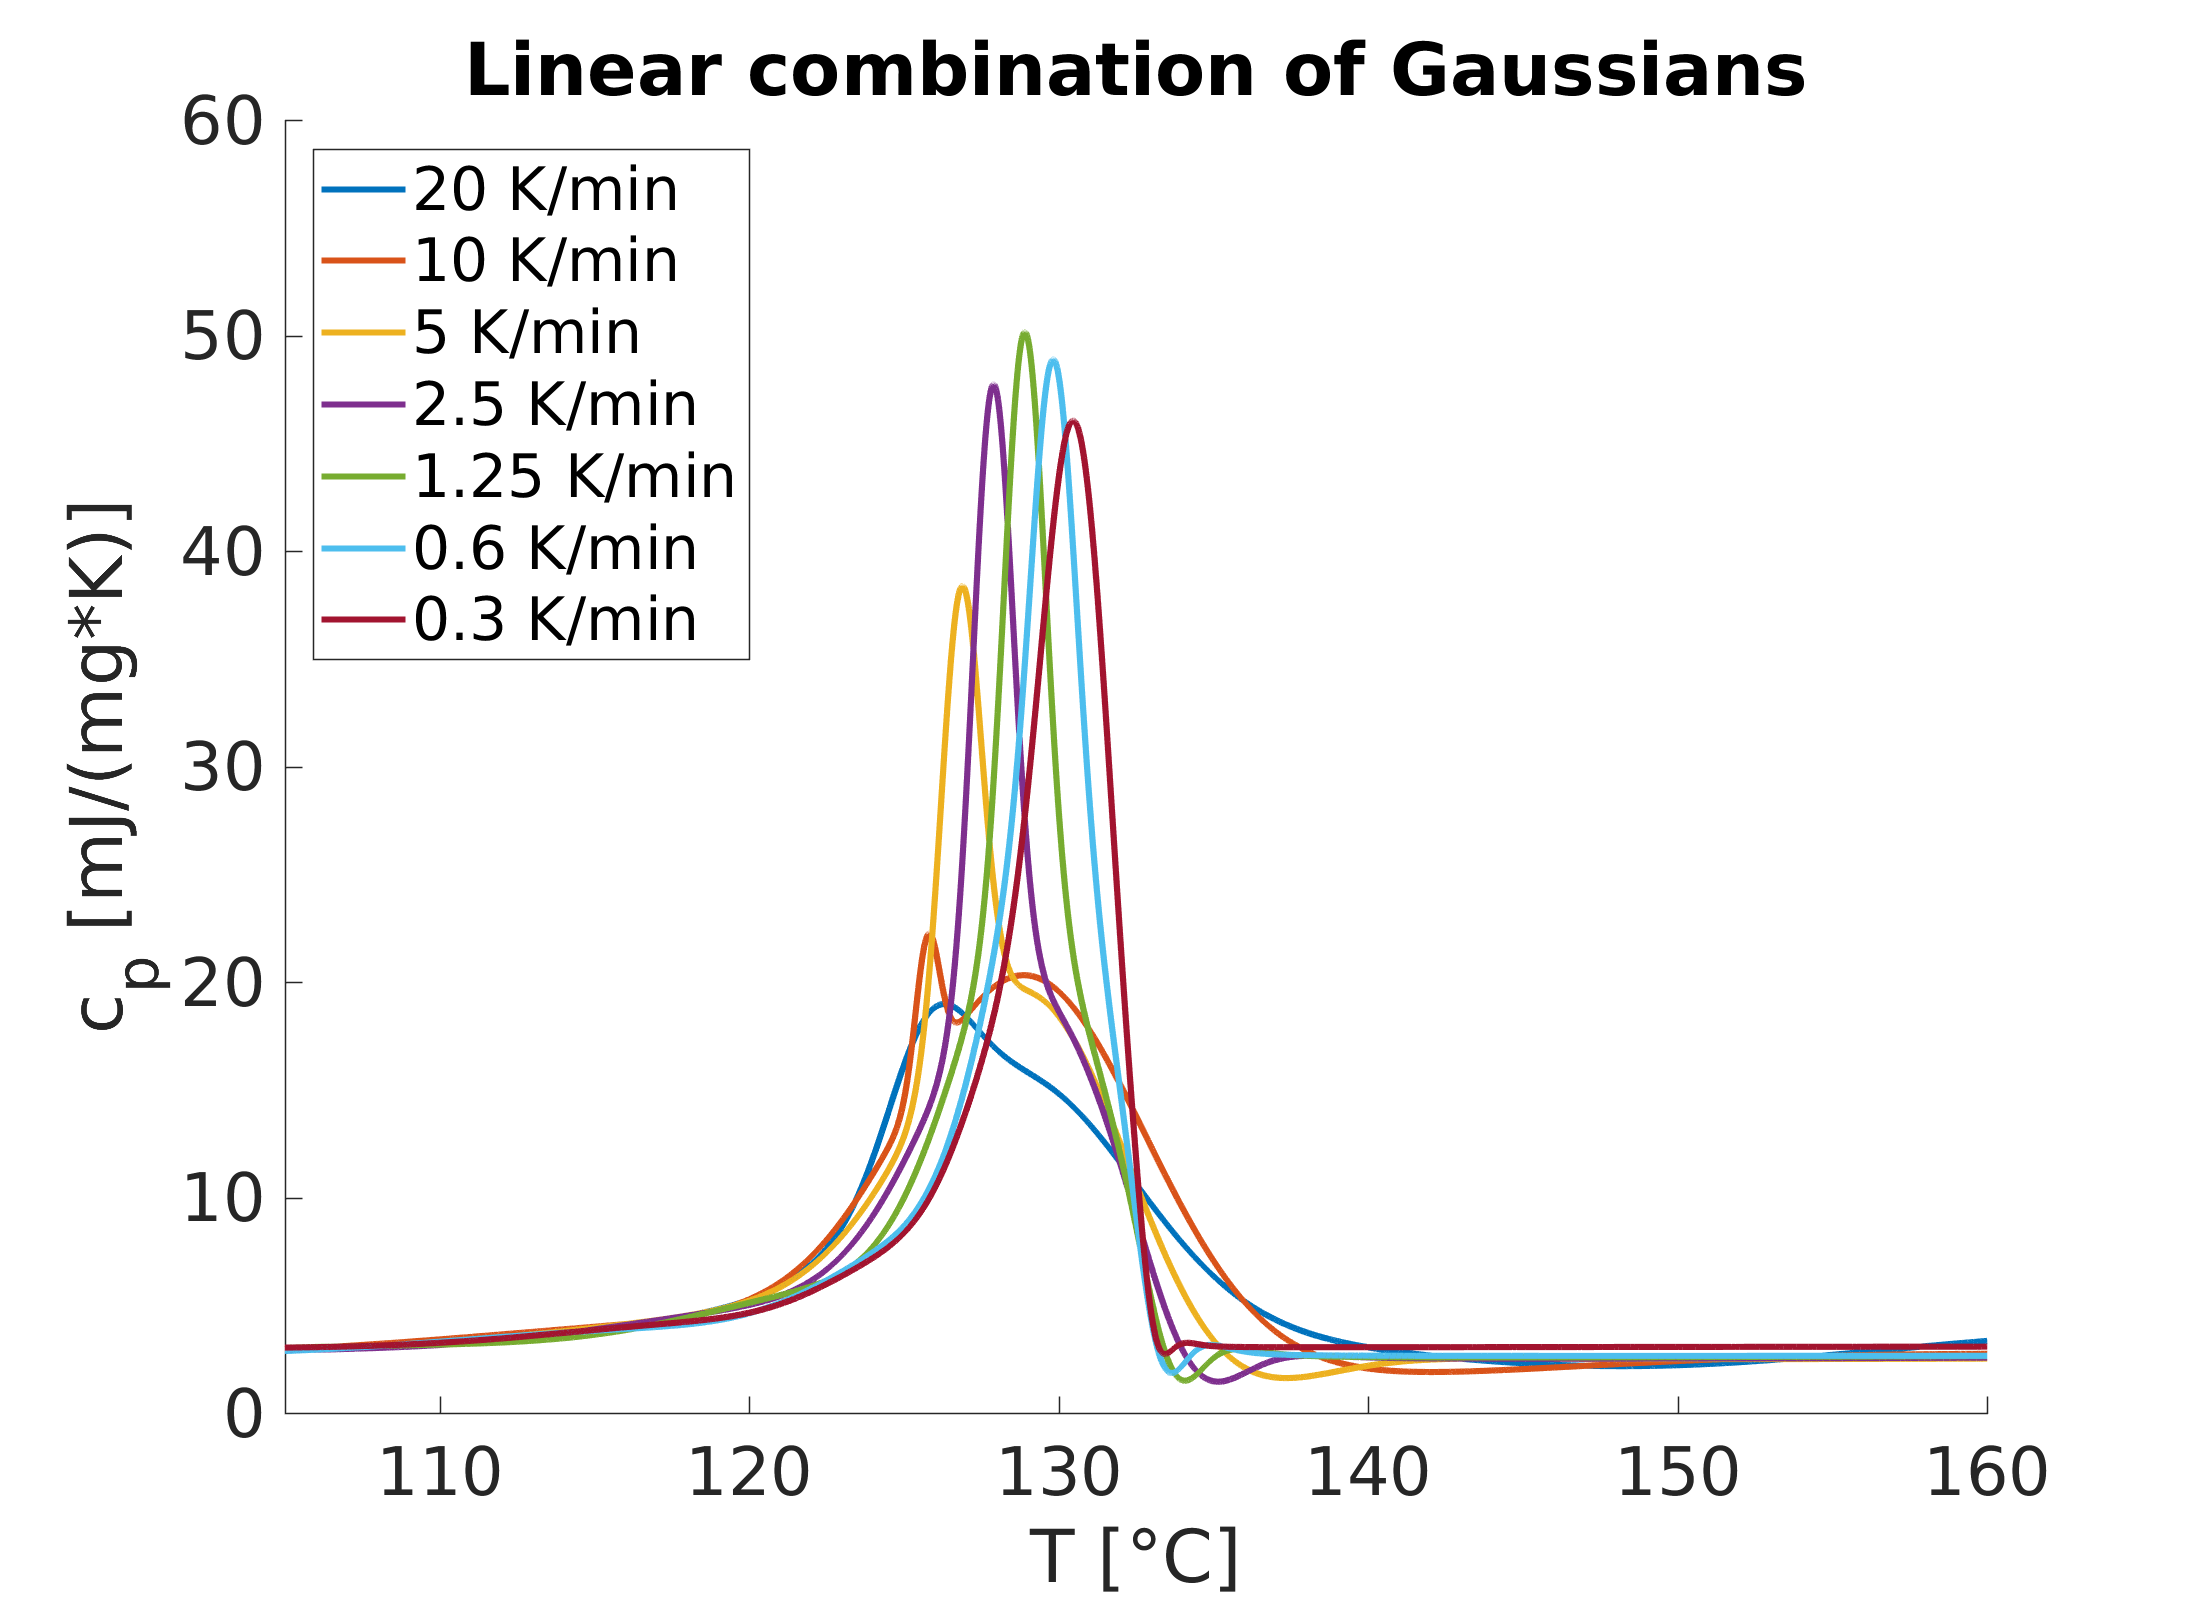 Linear combination of Gaussians
60
50
40
30
20
10
0
20 K/min
10 K/min
5 K/min
2.5 K/min
1.25 K/min
0.6 K/min
0.3 K/min
cp [mJ/(mg*K)]
110 120 130 140 150 160
T [°C]